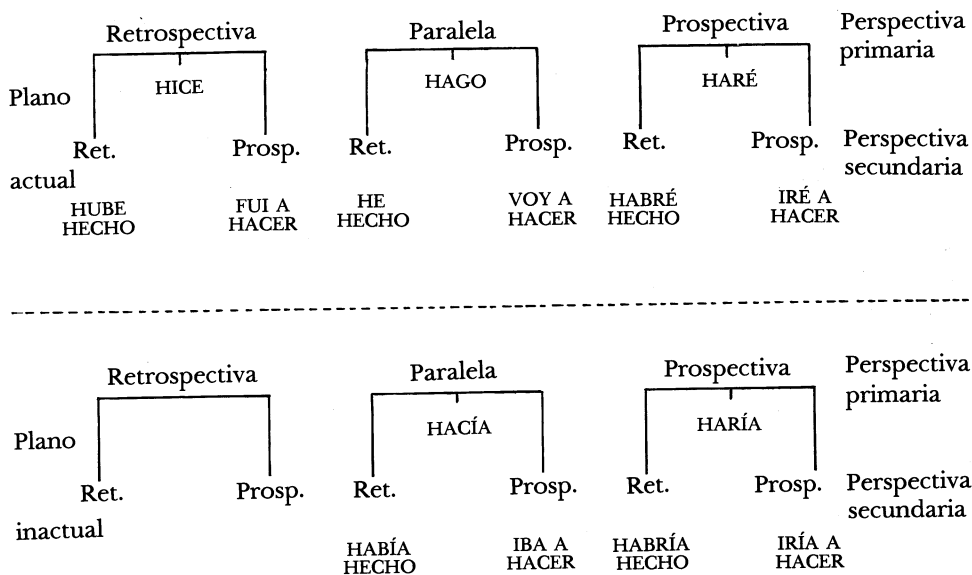 Retrospectiva Paralela Prospectiva Perspectiva
primaria
HICE HAGO HARÉ
Plano
Ret. Prosp. Ret. Prosp. Ret. Prosp. Perspectiva
secundaria
actual
HUBE FUI A HE VOY A HABRÉ IRÉ A
HECHO HACER HECHO HACER HECHO HACER
Retrospectiva Paralela Prospectiva Perspectiva
primaria
HACÍA HARÍA
Plano
Ret. Prosp. Ret. Prosp. Ret. Prosp. Perspectiva
secundaria
inactual
HABÍA IBA A HABRÍA IRÍA A
HECHO HACER HECHO HACER